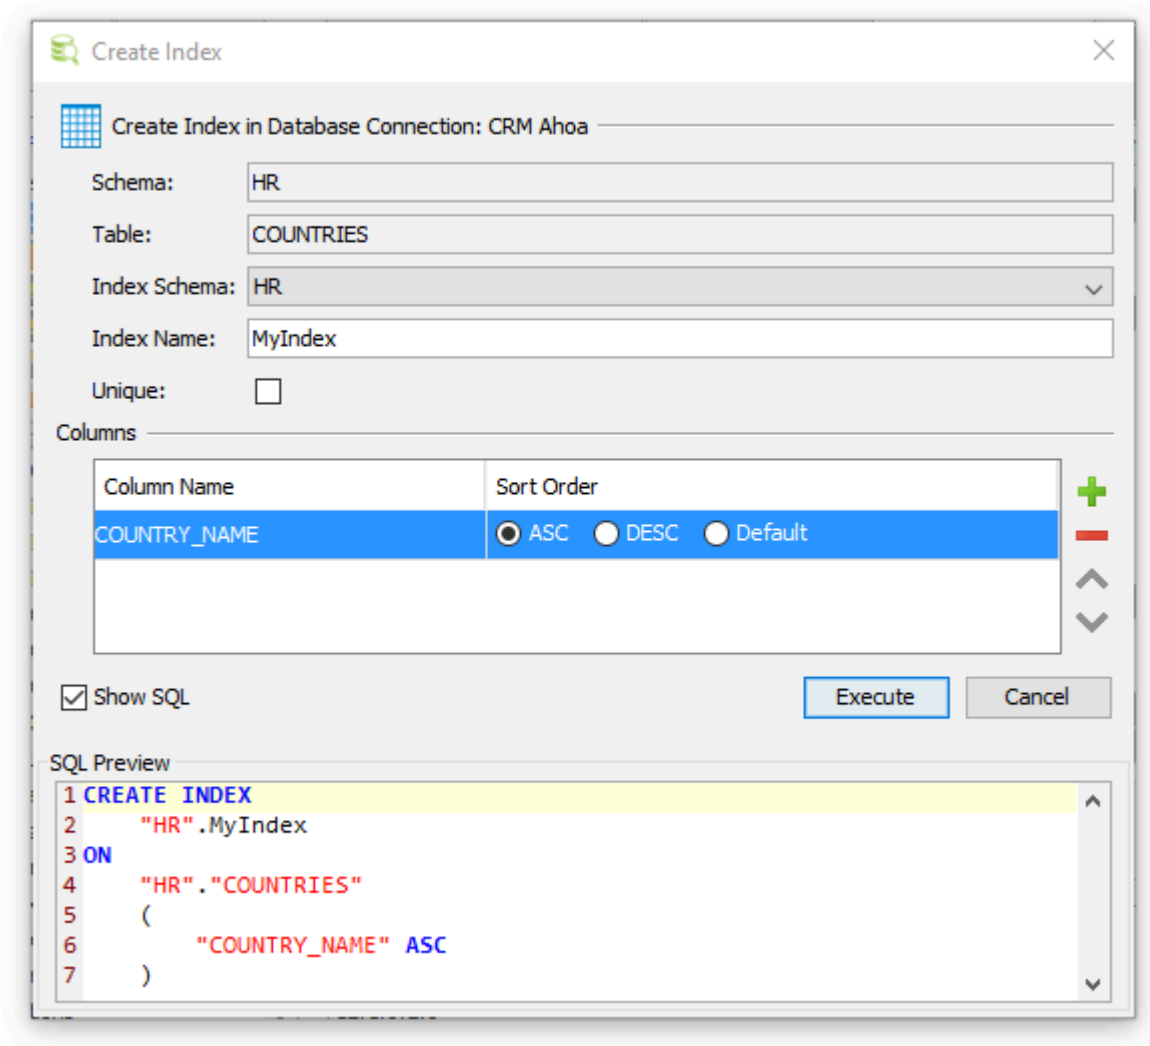 Create Index
Create Index in Database Connection: CRM Ahoa
Schema: HR
Table: COUNTRIES
Index Schema: HR
Index Name: MyIndex
Unique:
Columns
Column Name Sort Order
COUNTRY_NAME ASC DESC Default
Show SQL Execute Cancel
SQL Preview
1 CREATE INDEX
2 "HR".MyIndex
3 ON
4 "HR"."COUNTRIES"
5 (
6 "COUNTRY_NAME" ASC
7 )